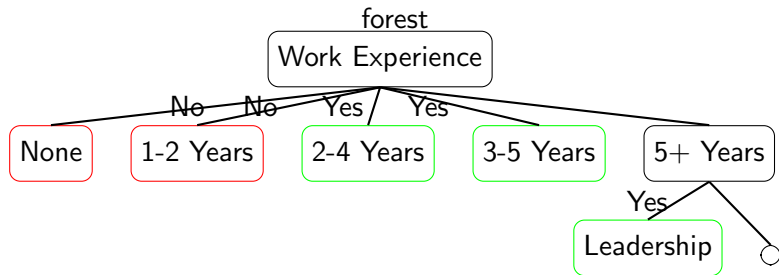 forest
Work Experience
No No Yes Yes
None 1-2 Years 2-4 Years 3-5 Years 5+ Years
Yes
Leadership